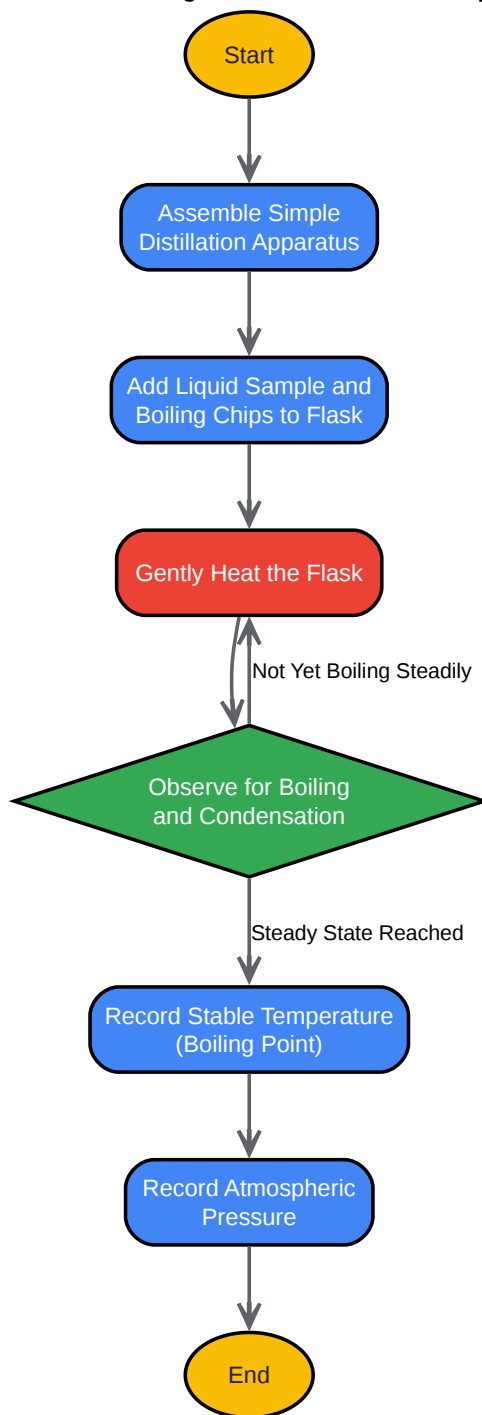 Start
Assemble Simple
Distillation Apparatus
Add Liquid Sample and
Boiling Chips to Flask
Gently Heat the Flask
Not Yet Boiling Steadily
Observe for Boiling
and Condensation
Steady State Reached
Record Stable Temperature
(Boiling Point)
Record Atmospheric
Pressure
End